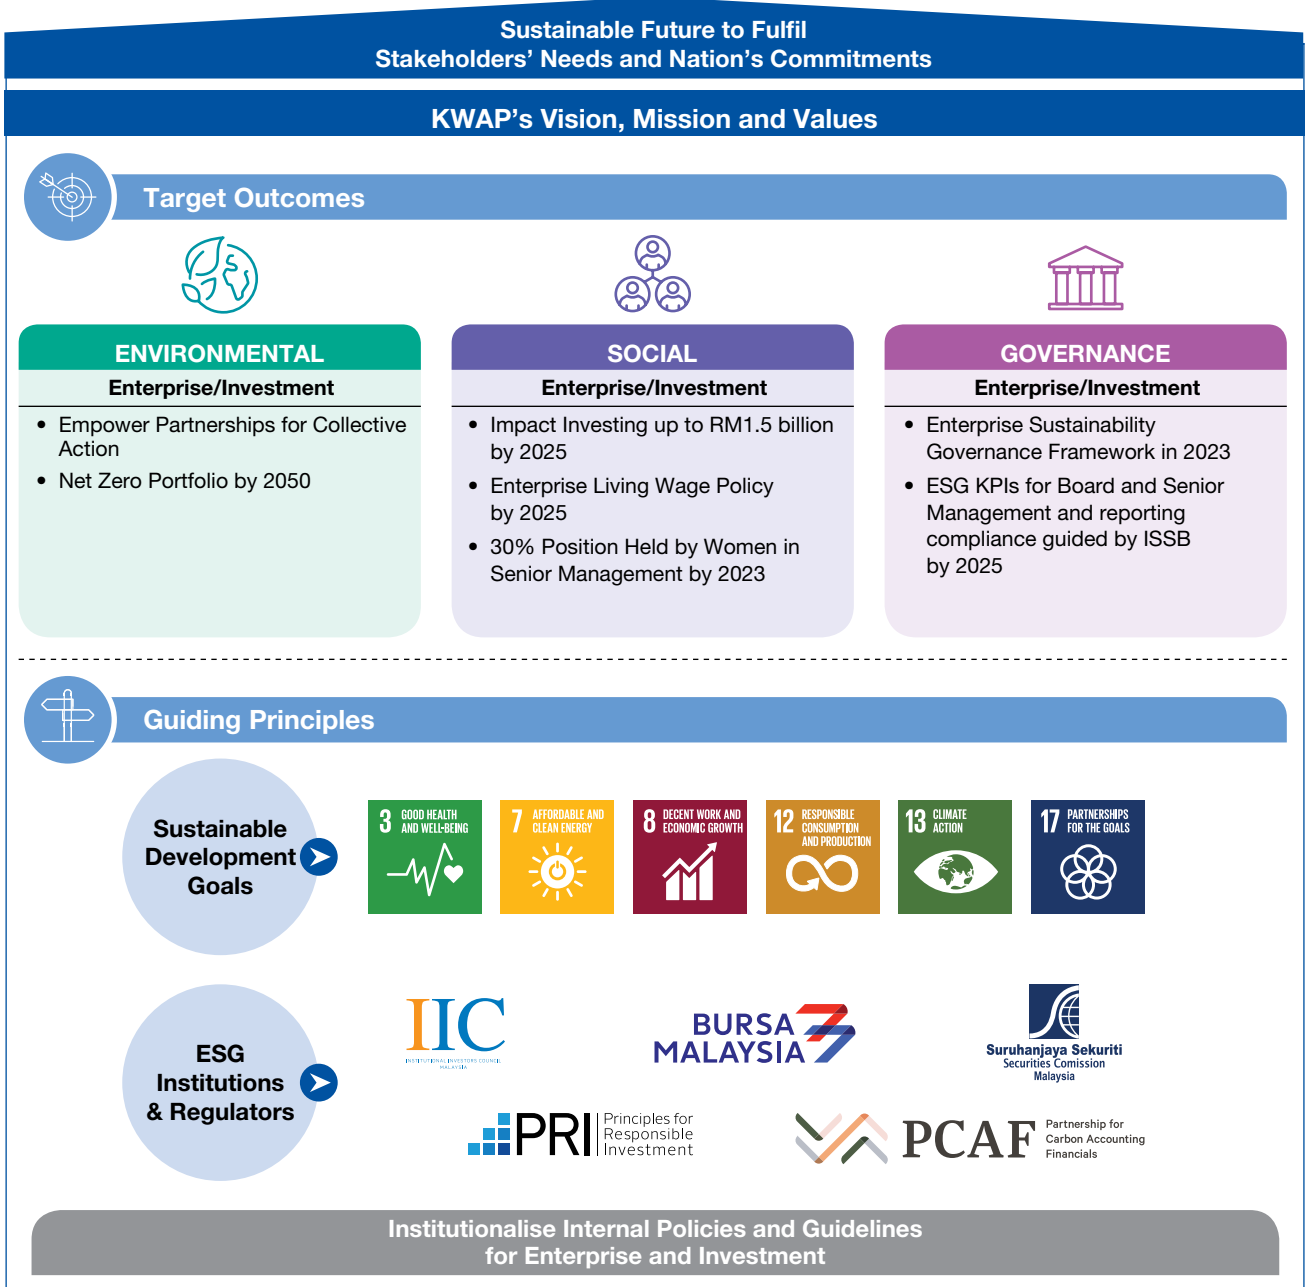 Sustainable Future to Fulfil
Stakeholders’ Needs and Nation’s Commitments
KWAP’s Vision, Mission and Values
Target Outcomes
ENVIRONMENTAL
Enterprise/Investment
• Empower Partnerships for Collective
Action
• Net Zero Portfolio by 2050
SOCIAL
Enterprise/Investment
• Impact Investing up to RM1.5 billion
by 2025
• Enterprise Living Wage Policy
by 2025
• 30% Position Held by Women in
Senior Management by 2023
GOVERNANCE
Enterprise/Investment
• Enterprise Sustainability
Governance Framework in 2023
• ESG KPIs for Board and Senior
Management and reporting
compliance guided by ISSB
by 2025
Guiding Principles
Sustainable
Development
Goals
3 GOOD HEALTH
AND WELL-BEING
7 AFFORDABLE AND
CLEAN ENERGY
8 DECENT WORK AND
ECONOMIC GROWTH
12 RESPONSIBLE
CONSUMPTION
AND PRODUCTION
13 CLIMATE
ACTION
17 PARTNERSHIPS
FOR THE GOALS
ESG
Institutions
& Regulators
IIC
INSTITUTIONAL INVESTORS COUNCIL
MALAYSIA
BURSA
MALAYSIA
Suruhanjaya Sekuriti
Securities Comission
Malaysia
PRI
Principles for
Responsible
Investment
PCAF
Partnership for
Carbon Accounting
Financials
Institutionalise Internal Policies and Guidelines
for Enterprise and Investment